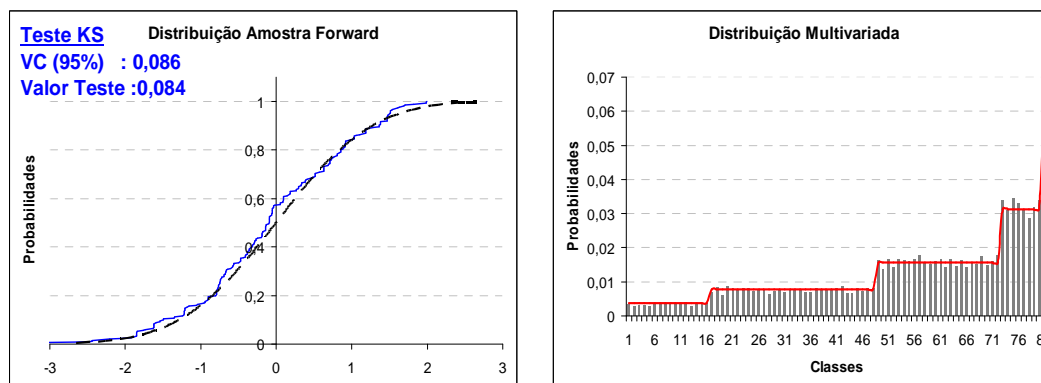 Teste KS
Distribuição Amostra Forward
VC (95%) : 0,086
Valor Teste :0,084
Probabilidades
1
0,8
0,6
0,4
0,2
0
-3 -2 -1 0 1 2 3
Distribuição Multivariada
Probabilidades
0,07
0,06
0,05
0,04
0,03
0,02
0,01
0
1 6 11 16 21 26 31 36 41 46 51 56 61 66 71 76
Classes